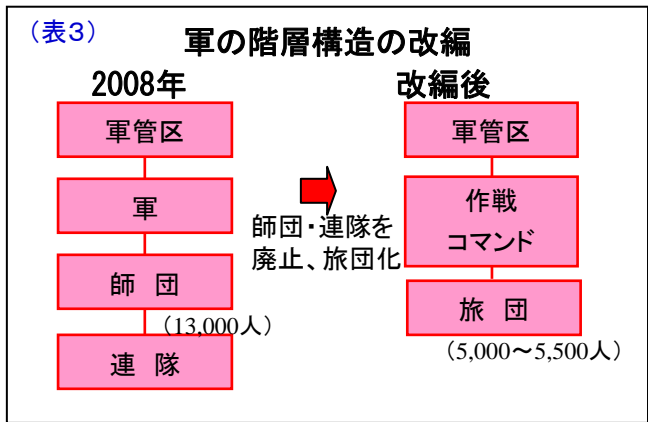 （表３）
軍の階層構造の改編
2008年
改編後
軍管区
軍
師 団
（13,000人）
連 隊
師団・連隊を
廃止、旅団化
軍管区
作戦
コマンド
旅 団
（5,000～5,500人）